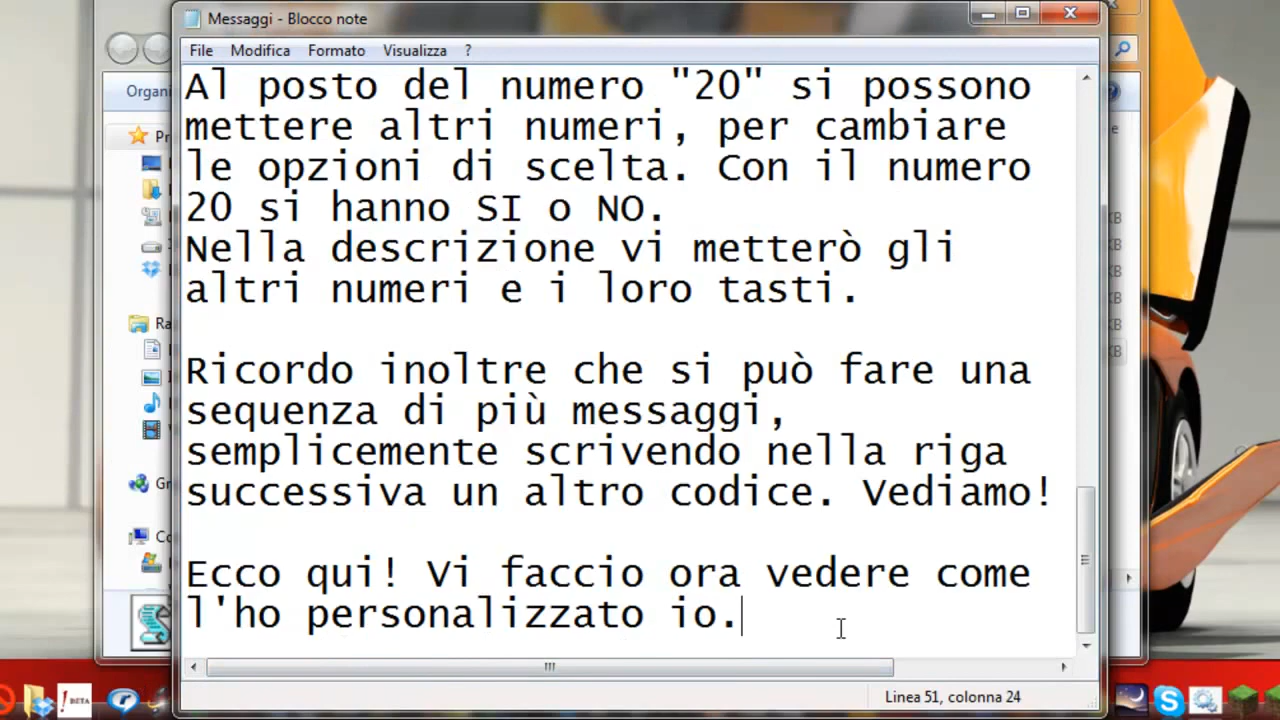 Messaggi - Blocco note
File Modifica Formato Visualizza ?
Organi
Al posto del numero "20" si possono
mettere altri numeri, per cambiare
le opzioni di scelta. Con il numero
20 si hanno SI o NO.
Nella descrizione vi metterò gli
altri numeri e i loro tasti.
Ricordo inoltre che si può fare una
sequenza di più messaggi,
semplicemente scrivendo nella riga
successiva un altro codice. Vediamo!
Ecco qui! Vi faccio ora vedere come
l'ho personalizzato io.
Linea 51, colonna 24
BETA